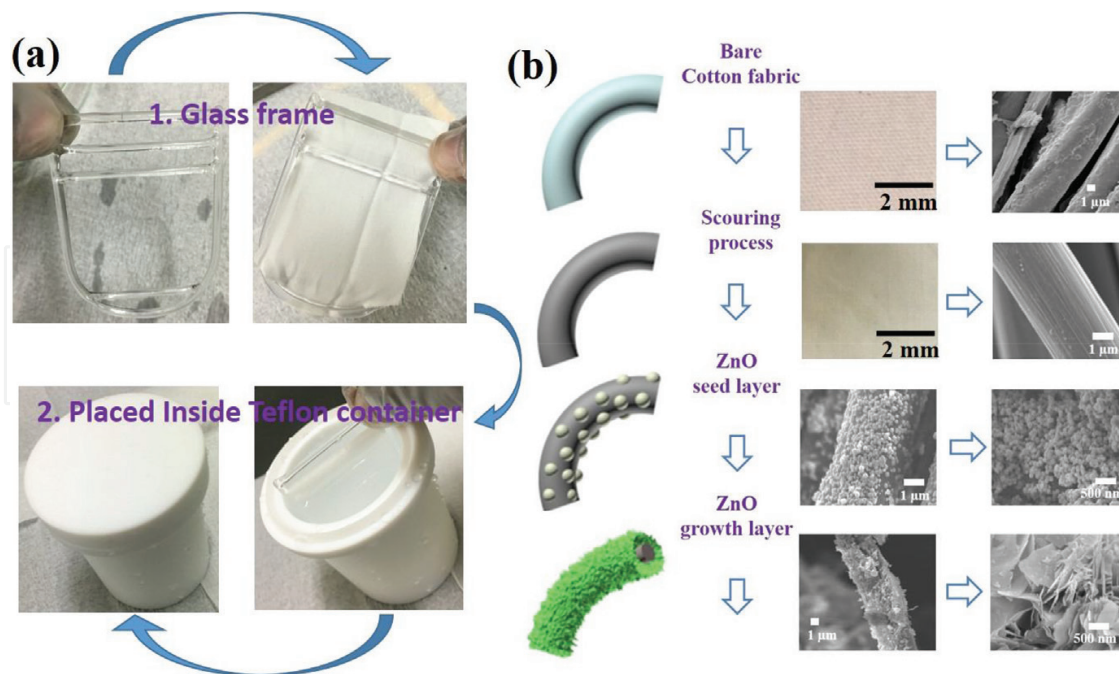 (a)
1. Glass frame
2. Placed Inside Teflon container
(b)
Bare
Cotton fabric
2 mm
1 µm
Scouring
process
2 mm
1 µm
ZnO
seed layer
1 µm
500 nm
ZnO
growth layer
1 µm
500 nm